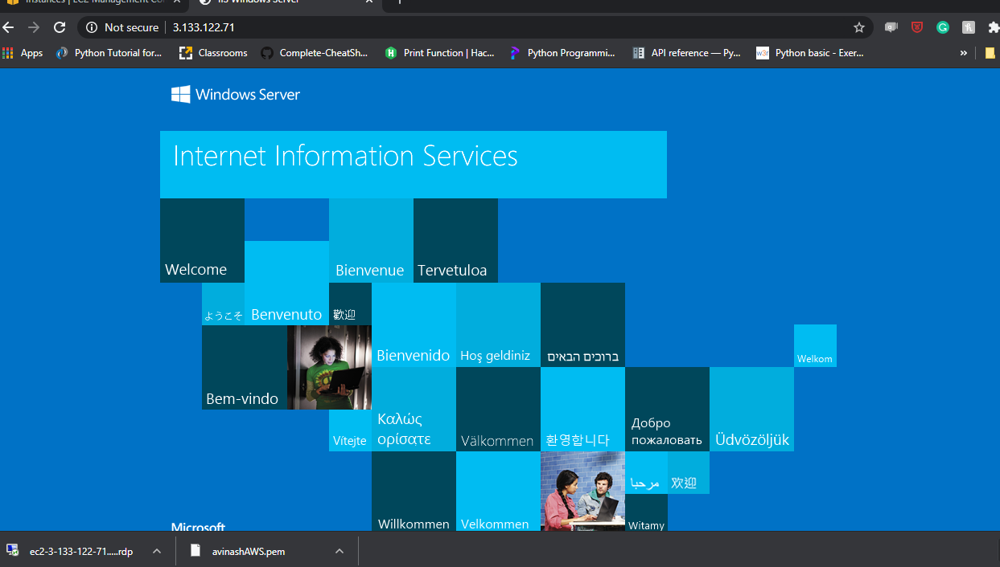 Instances | EC2 Management Co
IIS Windows Server
Not secure
3.133.122.71
Apps
Python Tutorial for...
Classrooms
Complete-CheatSh...
Print Function | Hac...
Python Programmi...
API reference — Py...
Python basic - Exer...
»
Windows Server
Internet Information Services
Welcome
Bienvenue
Tervetuloa
ようこそ
Benvenuto
歡迎
Bienvenido
Hoş geldiniz
ברוכים הבאים
Welkom
Bem-vindo
Vítejte
Καλώς
ορίσατε
Välkommen
환영합니다
Добро
пожаловать
Üdvözöljük
Willkommen
Velkommen
مرحبا
欢迎
Witamy
Microsoft
ec2-3-133-122-71.....rdp
avinashAWS.pem